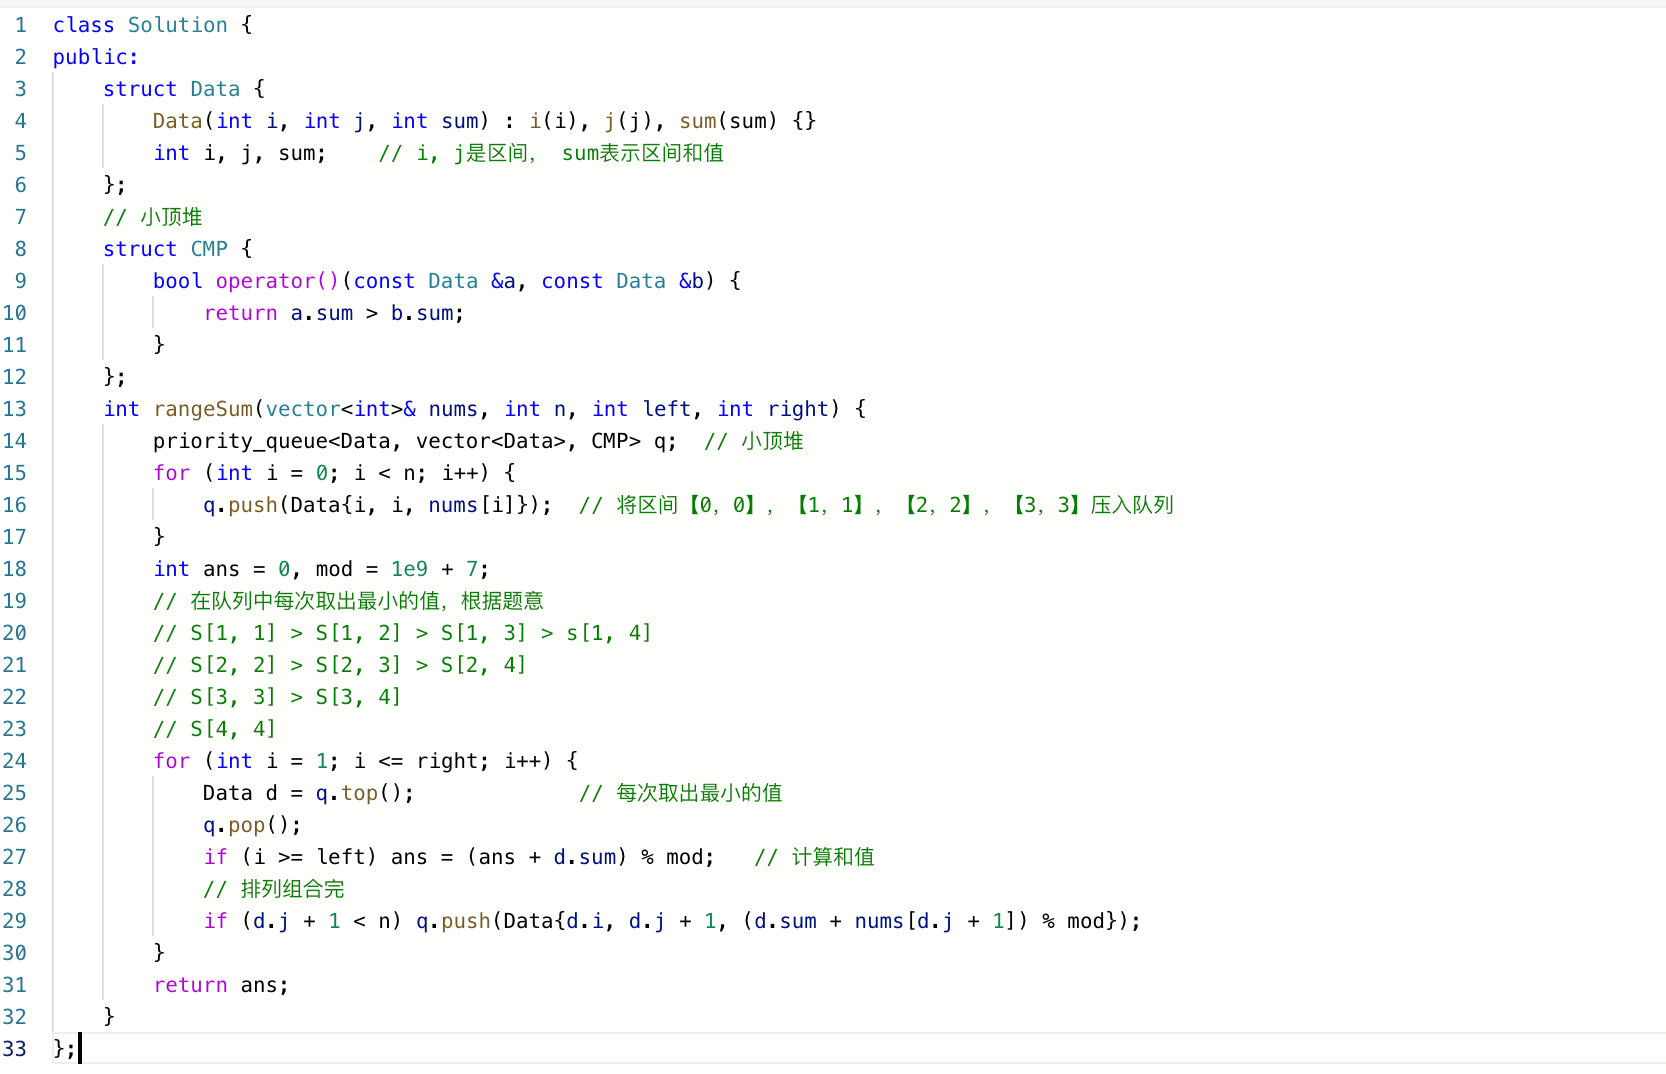 1 class Solution {
2 public:
3     struct Data {
4         Data(int i, int j, int sum) : i(i), j(j), sum(sum) {}
5         int i, j, sum;    // i, j是区间， sum表示区间和值
6     };
7     // 小顶堆
8     struct CMP {
9         bool operator()(const Data &a, const Data &b) {
10             return a.sum > b.sum;
11         }
12     };
13     int rangeSum(vector<int>& nums, int n, int left, int right) {
14         priority_queue<Data, vector<Data>, CMP> q;  // 小顶堆
15         for (int i = 0; i < n; i++) {
16             q.push(Data{i, i, nums[i]});  // 将区间【0，0】，【1，1】，【2，2】，【3，3】压入队列
17         }
18         int ans = 0, mod = 1e9 + 7;
19         // 在队列中每次取出最小的值，根据题意
20         // S[1, 1] > S[1, 2] > S[1, 3] > s[1, 4]
21         // S[2, 2] > S[2, 3] > S[2, 4]
22         // S[3, 3] > S[3, 4]
23         // S[4, 4]
24         for (int i = 1; i <= right; i++) {
25             Data d = q.top();             // 每次取出最小的值
26             q.pop();
27             if (i >= left) ans = (ans + d.sum) % mod;   // 计算和值
28             // 排列组合完
29             if (d.j + 1 < n) q.push(Data{d.i, d.j + 1, (d.sum + nums[d.j + 1]) % mod});
30         }
31         return ans;
32     }
33 };